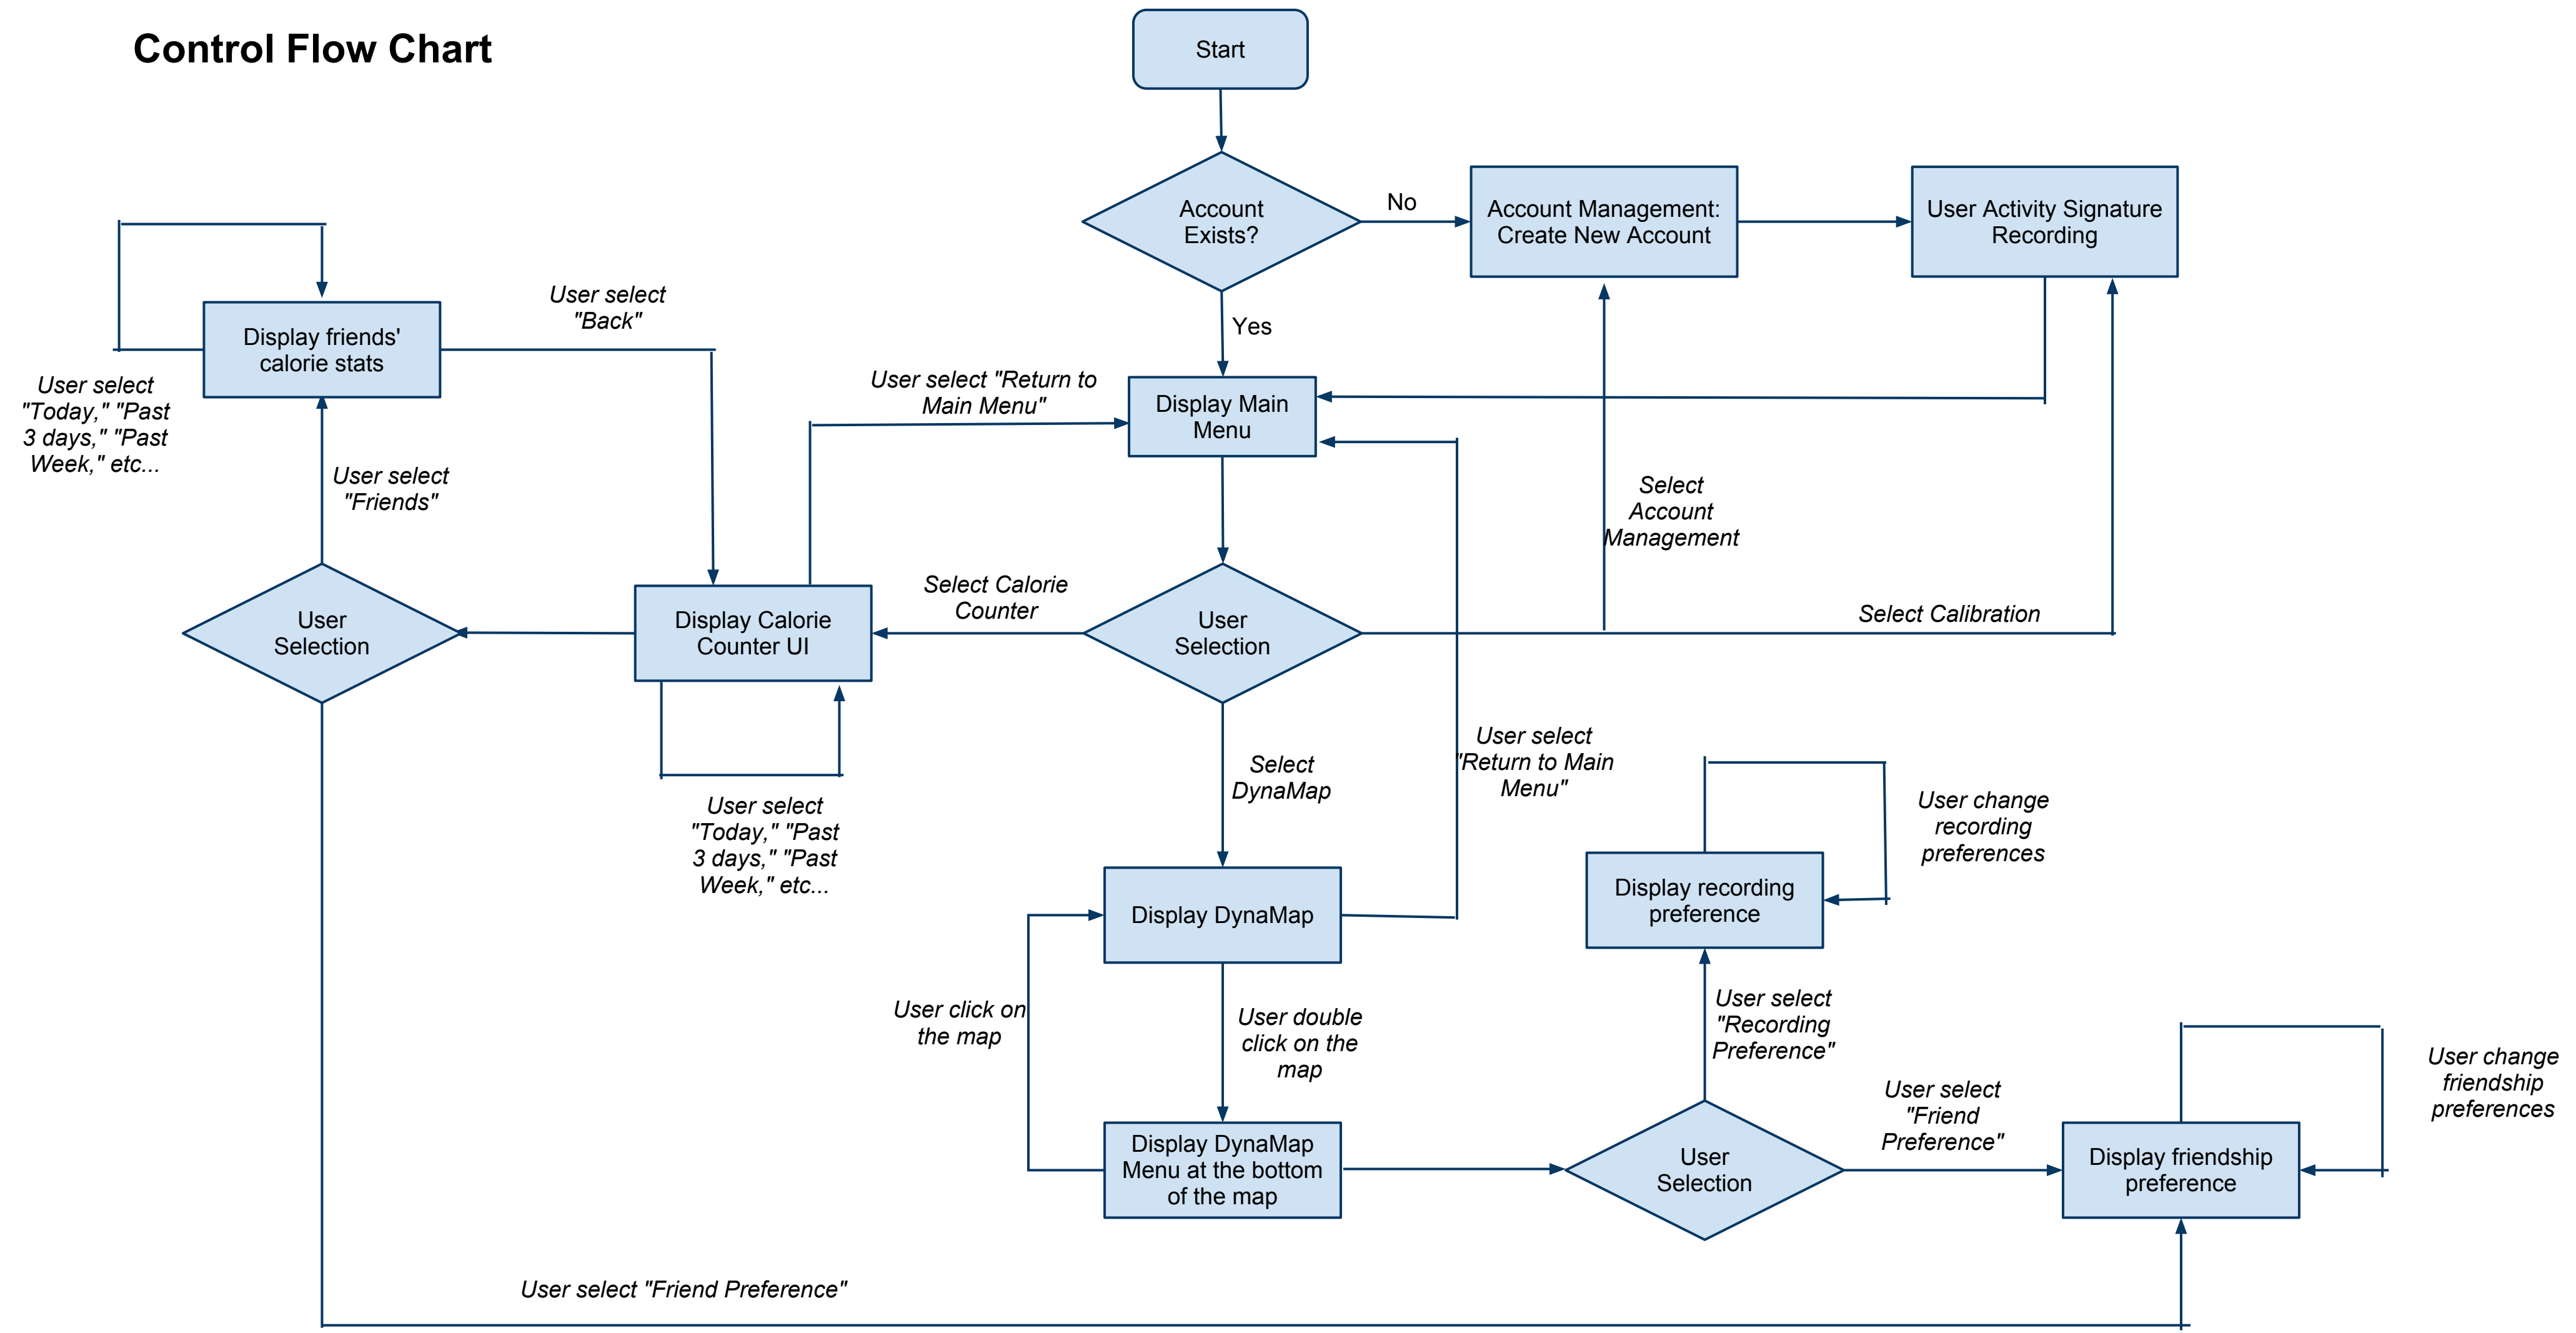 Control Flow Chart
Start
Account
Exists?
No
Account Management:
Create New Account
User Activity Signature
Recording
Yes
User select
"Back"
Display friends'
calorie stats
User select
"Today," "Past
3 days," "Past
Week," etc...
User select "Return to
Main Menu"
Display Main
Menu
User select
"Friends"
Select
Account
Management
User
Selection
Display Calorie
Counter UI
Select Calorie
Counter
User
Selection
Select Calibration
User select
"Today," "Past
3 days," "Past
Week," etc...
Select
DynaMap
User select
"Return to Main
Menu"
User change
recording
preferences
Display DynaMap
Display recording
preference
User click on
the map
User double
click on the
map
User select
"Recording
Preference"
User select
"Friend
Preference"
User change
friendship
preferences
Display DynaMap
Menu at the bottom
of the map
User
Selection
Display friendship
preference
User select "Friend Preference"